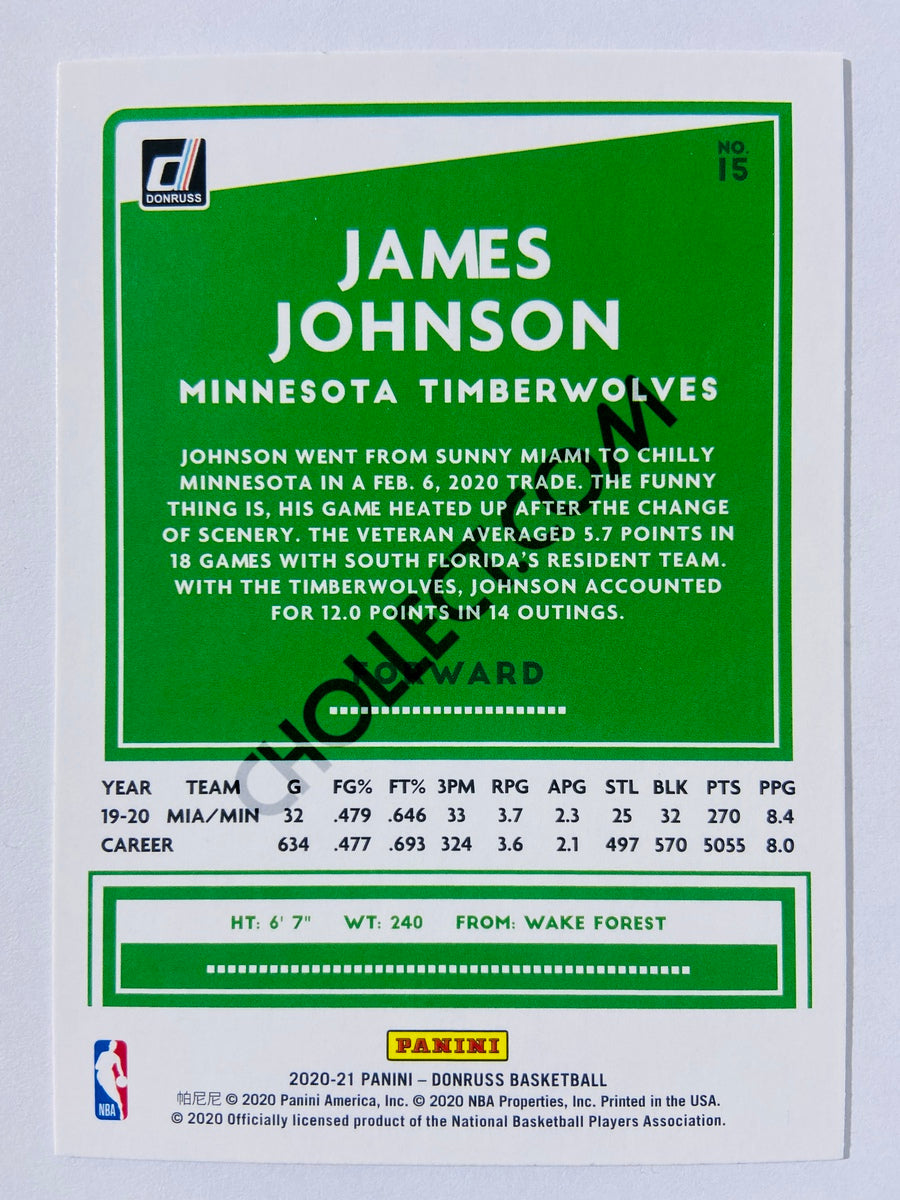 DONRUSS
NO.
15
JAMES
JOHNSON
MINNESOTA TIMBERWOLVES
JOHNSON WENT FROM SUNNY MIAMI TO CHILLY
MINNESOTA IN A FEB. 6, 2020 TRADE. THE FUNNY
THING IS, HIS GAME HEATED UP AFTER THE CHANGE
OF SCENERY. THE VETERAN AVERAGED 5.7 POINTS IN
18 GAMES WITH SOUTH FLORIDA'S RESIDENT TEAM.
WITH THE TIMBERWOLVES, JOHNSON ACCOUNTED
FOR 12.0 POINTS IN 14 OUTINGS.
FORWARD
CHOLLECT.COM
YEAR TEAM G FG% FT% 3PM RPG APG STL BLK PTS PPG
19-20 MIA/MIN 32 .479 .646 33 3.7 2.3 25 32 270 8.4
CAREER 634 .477 .693 324 3.6 2.1 497 570 5055 8.0
HT: 6' 7" WT: 240 FROM: WAKE FOREST
PANINI
NBA
2020-21 PANINI – DONRUSS BASKETBALL
帕尼尼 © 2020 Panini America, Inc. © 2020 NBA Properties, Inc. Printed in the USA.
© 2020 Officially licensed product of the National Basketball Players Association.